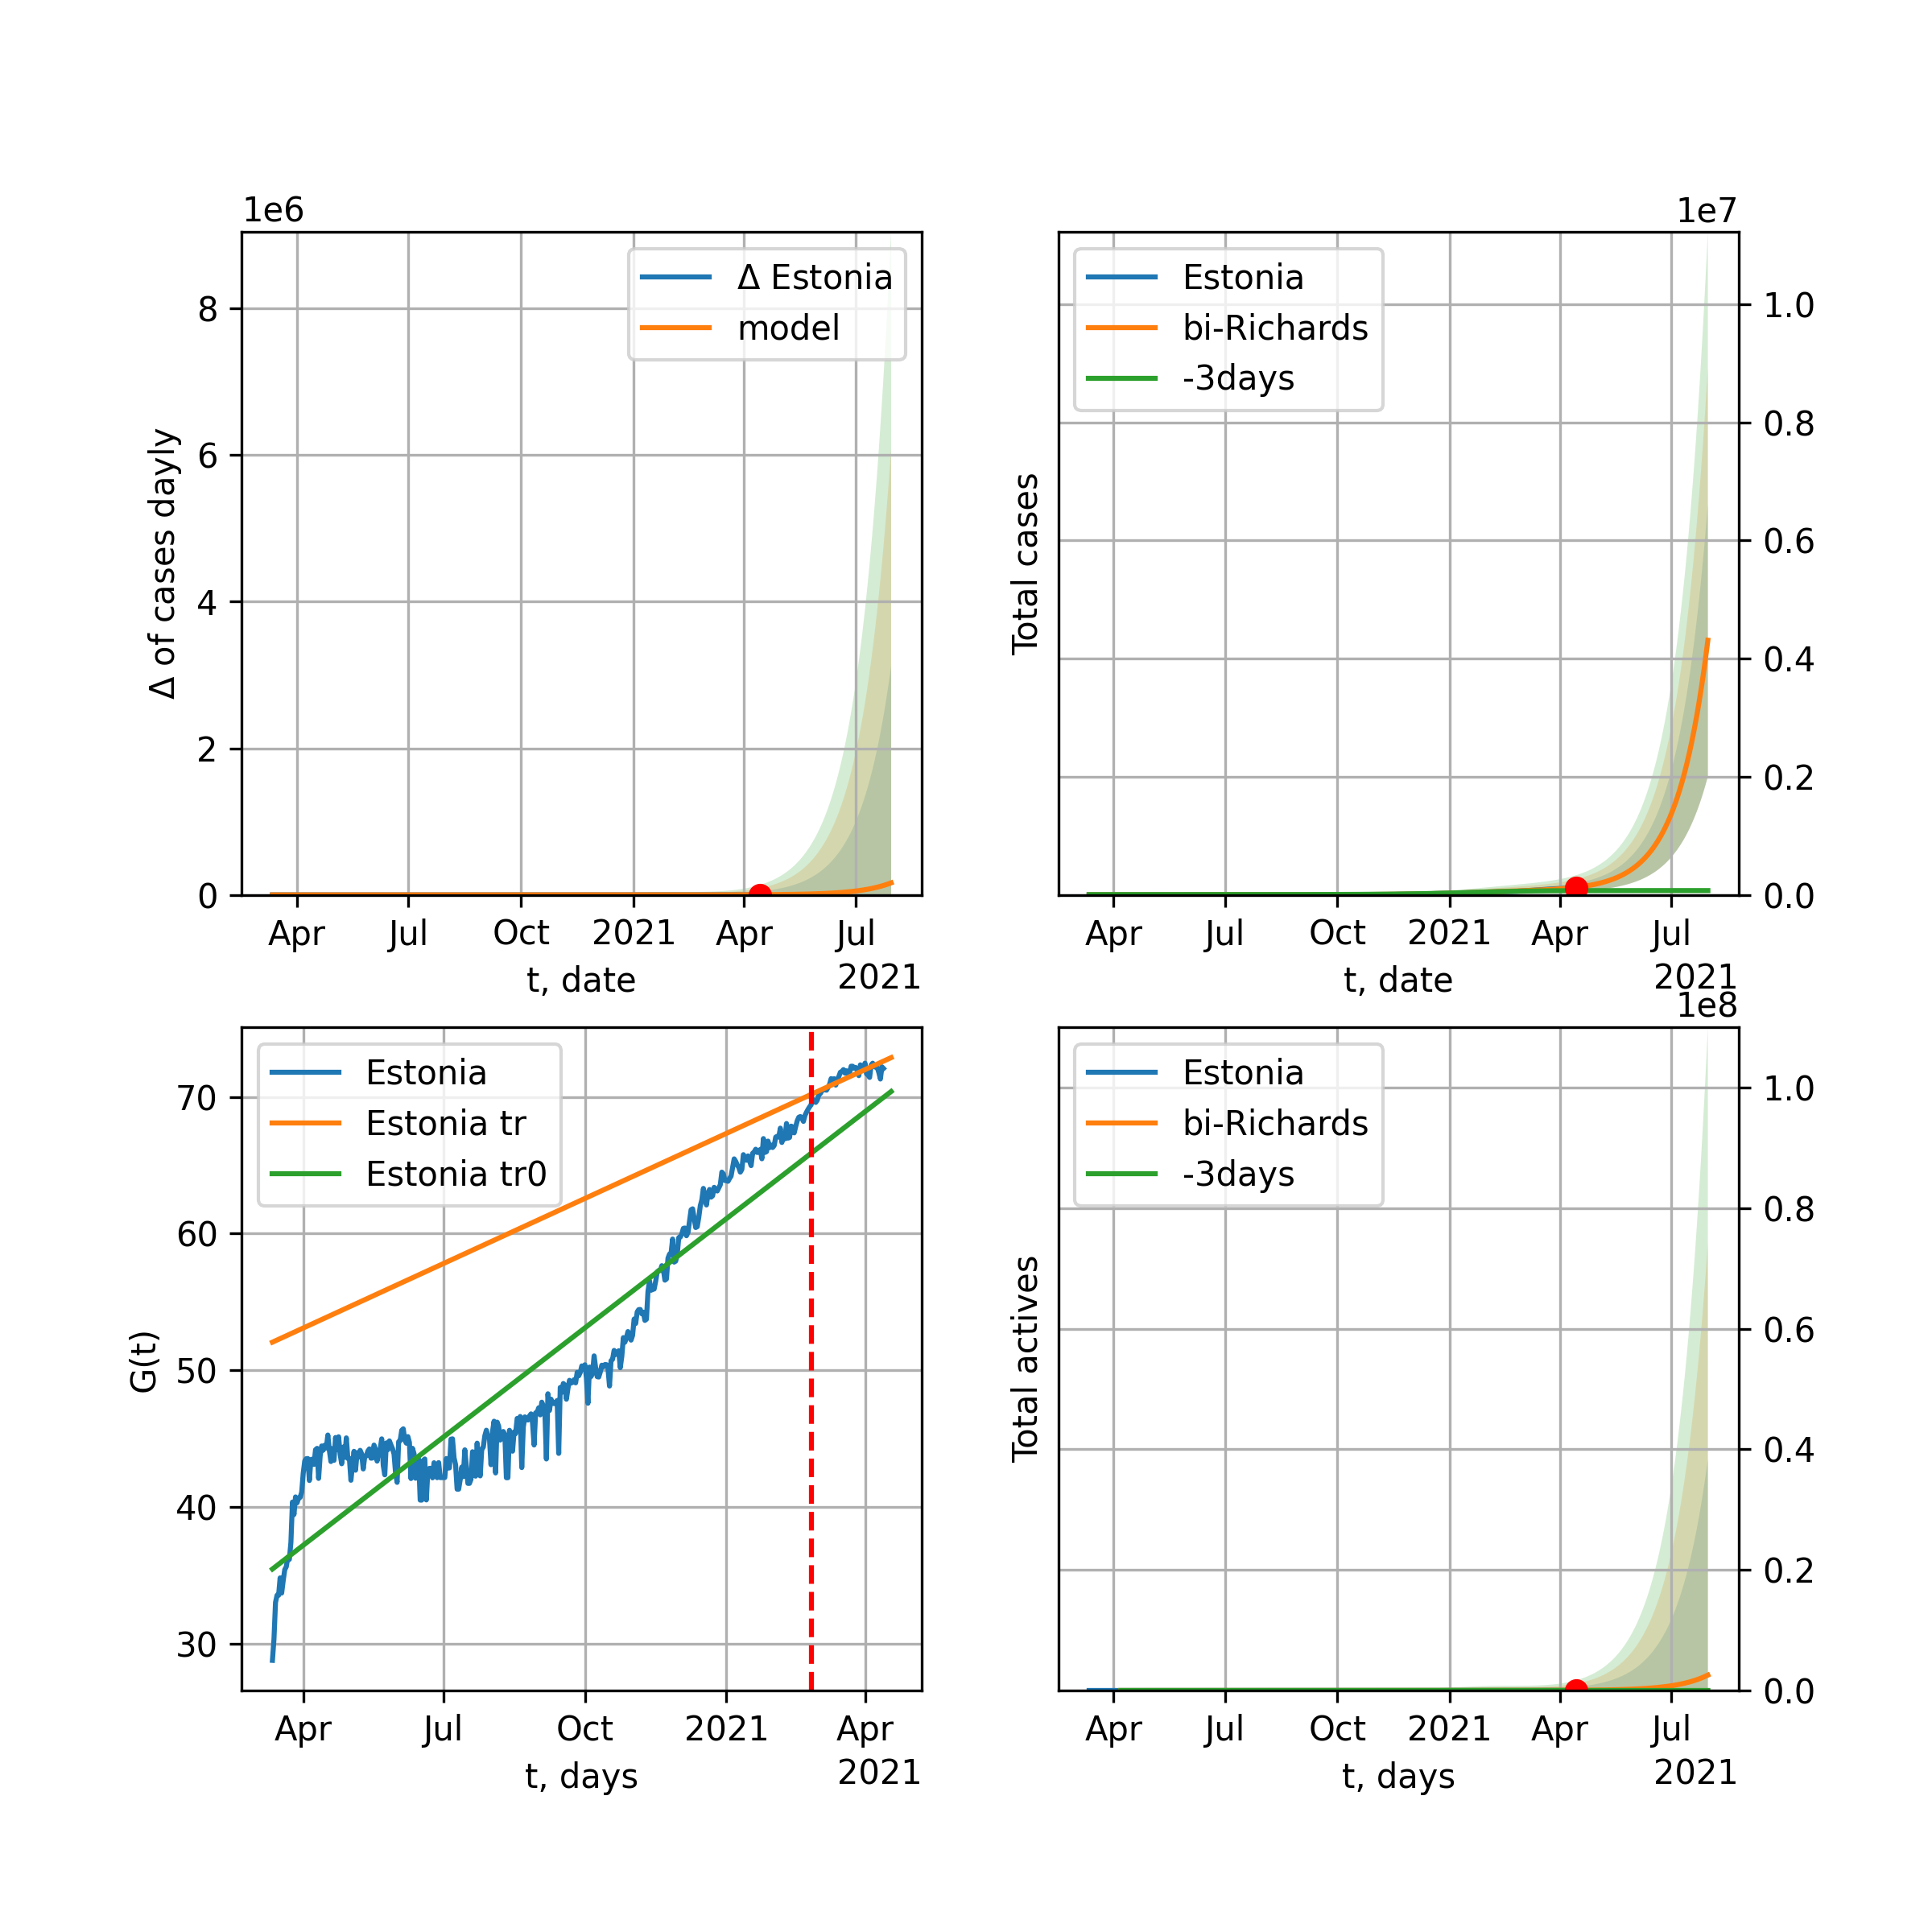 1e6
Δ Estonia
model
8
6
4
2
0
Δ of cases dayly
Apr Jul Oct 2021 Apr Jul
t, date
2021
1e7
Estonia
bi-Richards
-3days
Total cases
1.0
0.8
0.6
0.4
0.2
0.0
Apr Jul Oct 2021 Apr Jul
t, date
2021
Estonia
Estonia tr
Estonia tr0
70
60
50
40
30
G(t)
Apr Jul Oct 2021 Apr
t, days
2021
1e8
Estonia
bi-Richards
-3days
Total actives
1.0
0.8
0.6
0.4
0.2
0.0
Apr Jul Oct 2021 Apr Jul
t, days
2021